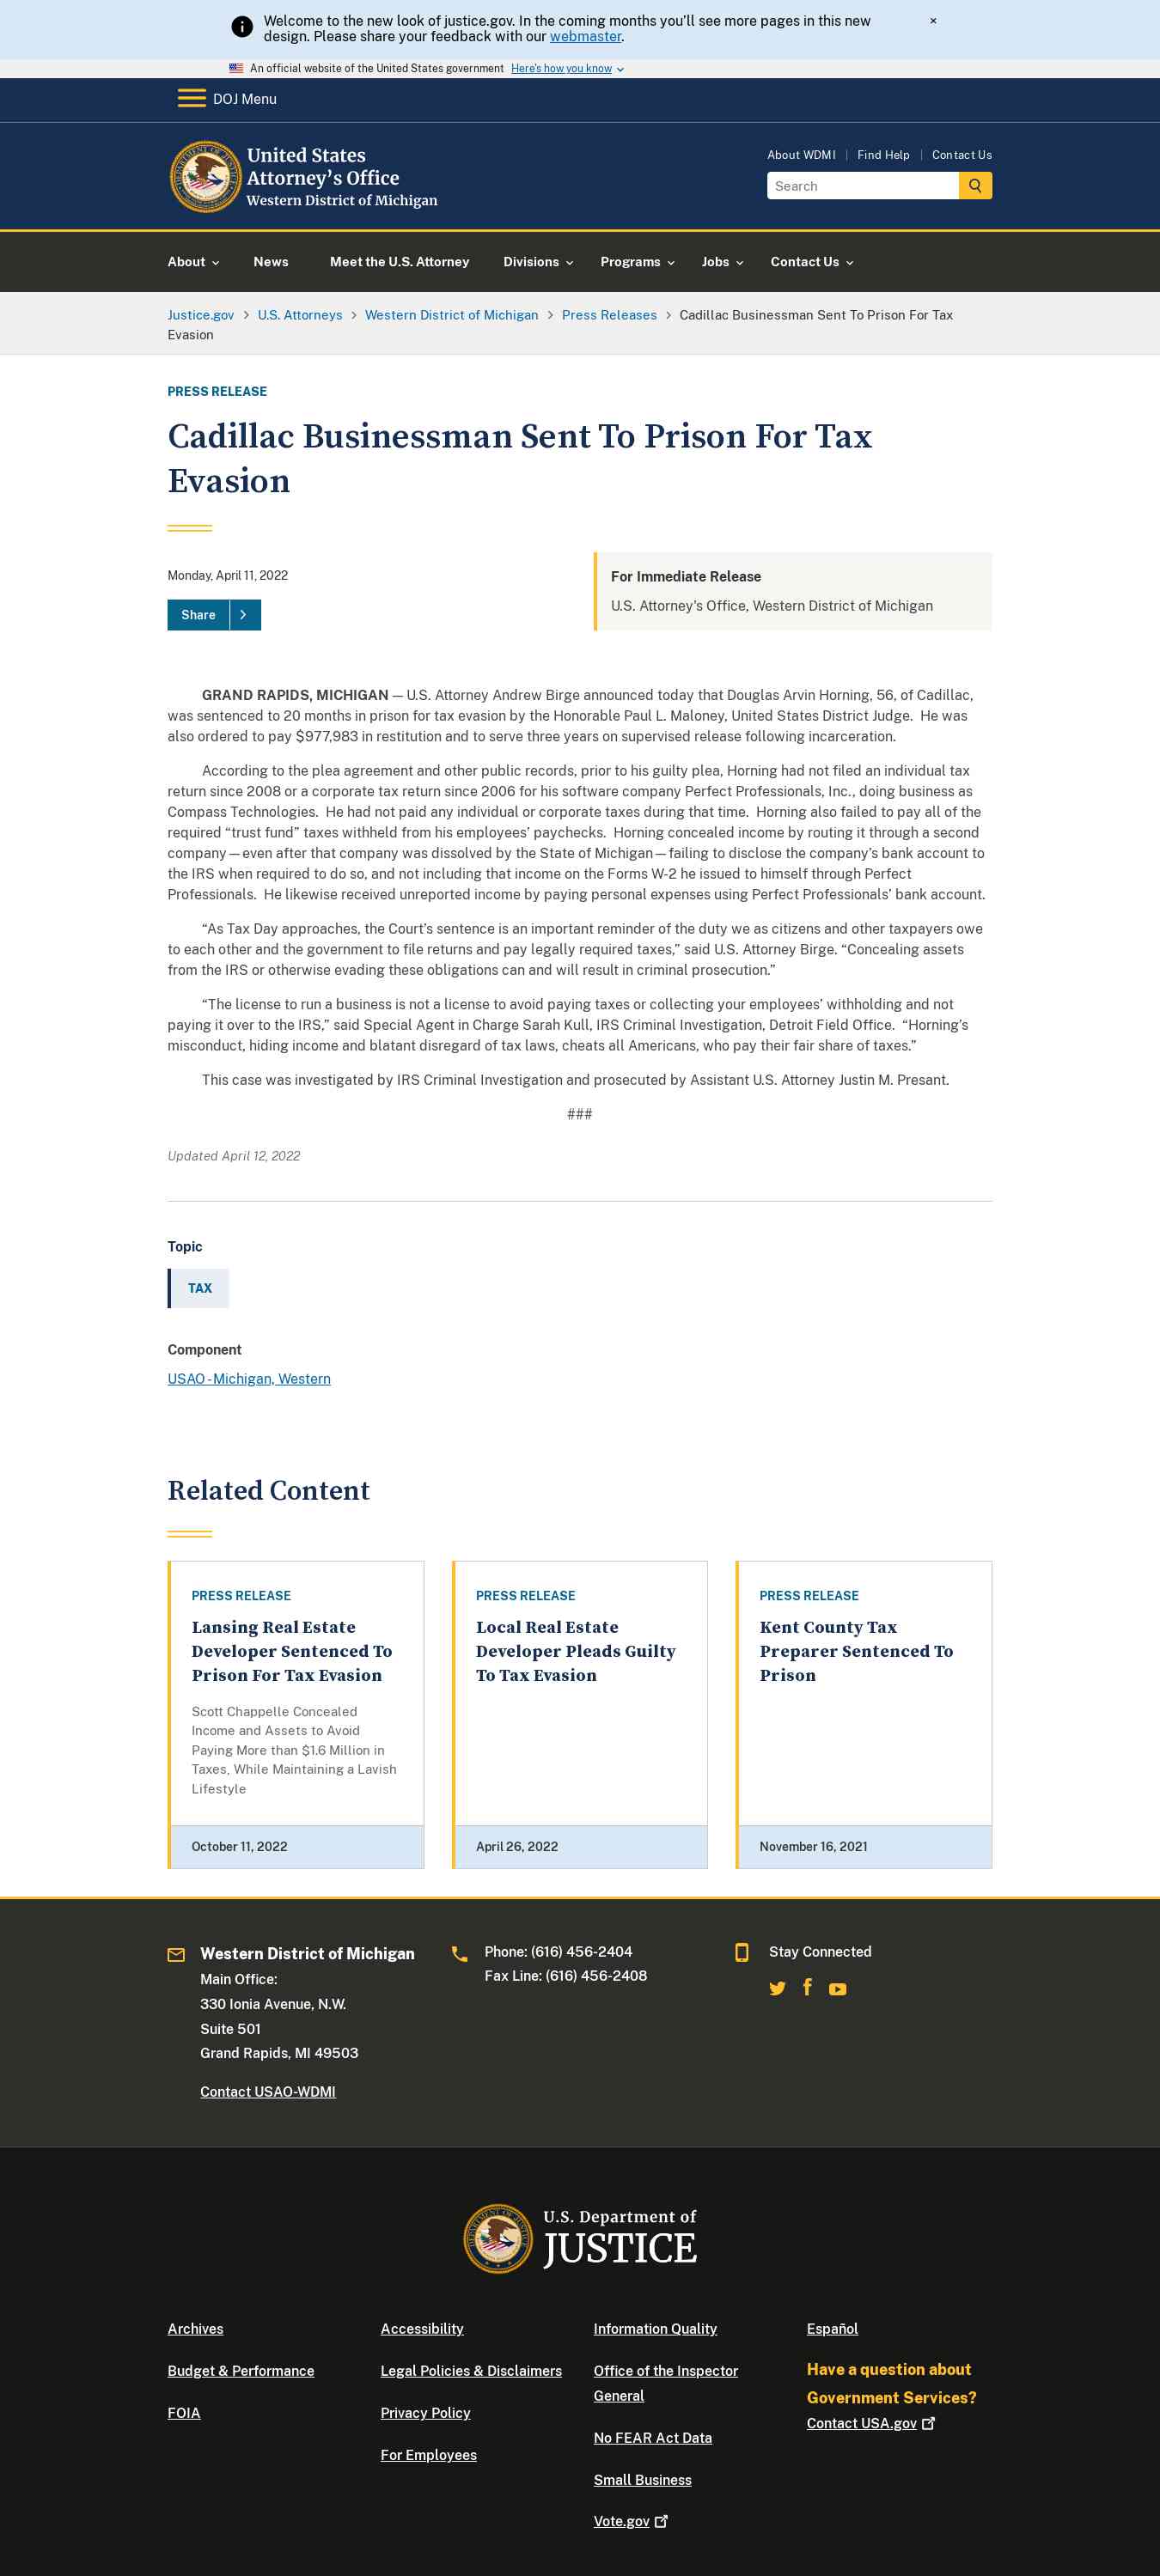 Welcome to the new look of justice.gov. In the coming months you'll see more pages in this new
design. Please share your feedback with our webmaster.
×
An official website of the United States government Here's how you know
DOJ Menu
United States
Attorney's Office
Western District of Michigan
About WDMI | Find Help | Contact Us
Search
About News Meet the U.S. Attorney Divisions Programs Jobs Contact Us
Justice.gov > U.S. Attorneys > Western District of Michigan > Press Releases > Cadillac Businessman Sent To Prison For Tax
Evasion
PRESS RELEASE
Cadillac Businessman Sent To Prison For Tax
Evasion
Monday, April 11, 2022
Share
For Immediate Release
U.S. Attorney's Office, Western District of Michigan
GRAND RAPIDS, MICHIGAN — U.S. Attorney Andrew Birge announced today that Douglas Arvin Horning, 56, of Cadillac,
was sentenced to 20 months in prison for tax evasion by the Honorable Paul L. Maloney, United States District Judge.  He was
also ordered to pay $977,983 in restitution and to serve three years on supervised release following incarceration.
According to the plea agreement and other public records, prior to his guilty plea, Horning had not filed an individual tax
return since 2008 or a corporate tax return since 2006 for his software company Perfect Professionals, Inc., doing business as
Compass Technologies.  He had not paid any individual or corporate taxes during that time.  Horning also failed to pay all of the
required “trust fund” taxes withheld from his employees’ paychecks.  Horning concealed income by routing it through a second
company—even after that company was dissolved by the State of Michigan—failing to disclose the company’s bank account to
the IRS when required to do so, and not including that income on the Forms W-2 he issued to himself through Perfect
Professionals.  He likewise received unreported income by paying personal expenses using Perfect Professionals’ bank account.
“As Tax Day approaches, the Court’s sentence is an important reminder of the duty we as citizens and other taxpayers owe
to each other and the government to file returns and pay legally required taxes,” said U.S. Attorney Birge. “Concealing assets
from the IRS or otherwise evading these obligations can and will result in criminal prosecution.”
“The license to run a business is not a license to avoid paying taxes or collecting your employees’ withholding and not
paying it over to the IRS,” said Special Agent in Charge Sarah Kull, IRS Criminal Investigation, Detroit Field Office.  “Horning’s
misconduct, hiding income and blatant disregard of tax laws, cheats all Americans, who pay their fair share of taxes.”
This case was investigated by IRS Criminal Investigation and prosecuted by Assistant U.S. Attorney Justin M. Presant.
###
Updated April 12, 2022
Topic
TAX
Component
USAO - Michigan, Western
Related Content
PRESS RELEASE
Lansing Real Estate
Developer Sentenced To
Prison For Tax Evasion
Scott Chappelle Concealed
Income and Assets to Avoid
Paying More than $1.6 Million in
Taxes, While Maintaining a Lavish
Lifestyle
October 11, 2022
PRESS RELEASE
Local Real Estate
Developer Pleads Guilty
To Tax Evasion
April 26, 2022
PRESS RELEASE
Kent County Tax
Preparer Sentenced To
Prison
November 16, 2021
Western District of Michigan
Main Office:
330 Ionia Avenue, N.W.
Suite 501
Grand Rapids, MI 49503
Contact USAO-WDMI
Phone: (616) 456-2404
Fax Line: (616) 456-2408
Stay Connected
U.S. Department of
JUSTICE
Archives
Budget & Performance
FOIA
Accessibility
Legal Policies & Disclaimers
Privacy Policy
For Employees
Information Quality
Office of the Inspector
General
No FEAR Act Data
Small Business
Vote.gov
Español
Have a question about
Government Services?
Contact USA.gov